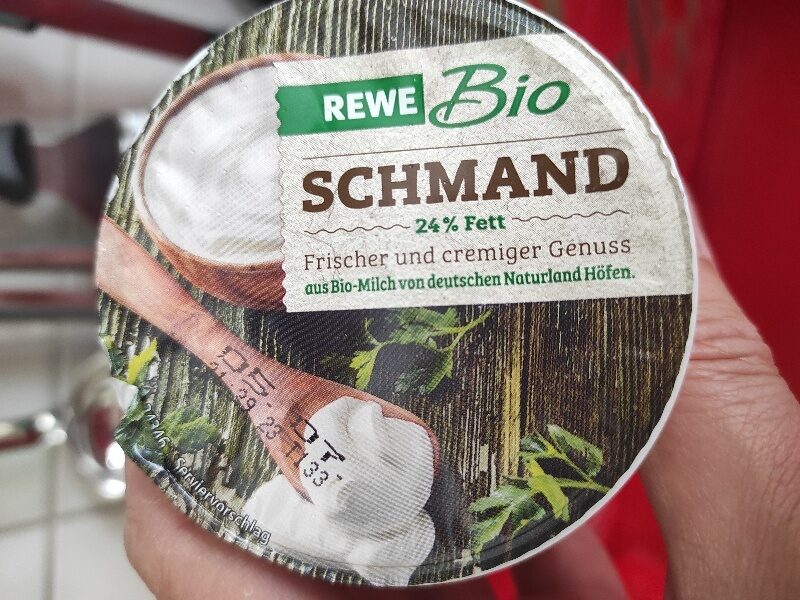 REWE Bio
SCHMAND
24% Fett
Frischer und cremiger Genuss
aus Bio-Milch von deutschen Naturland Höfen.
Serviervorschlag